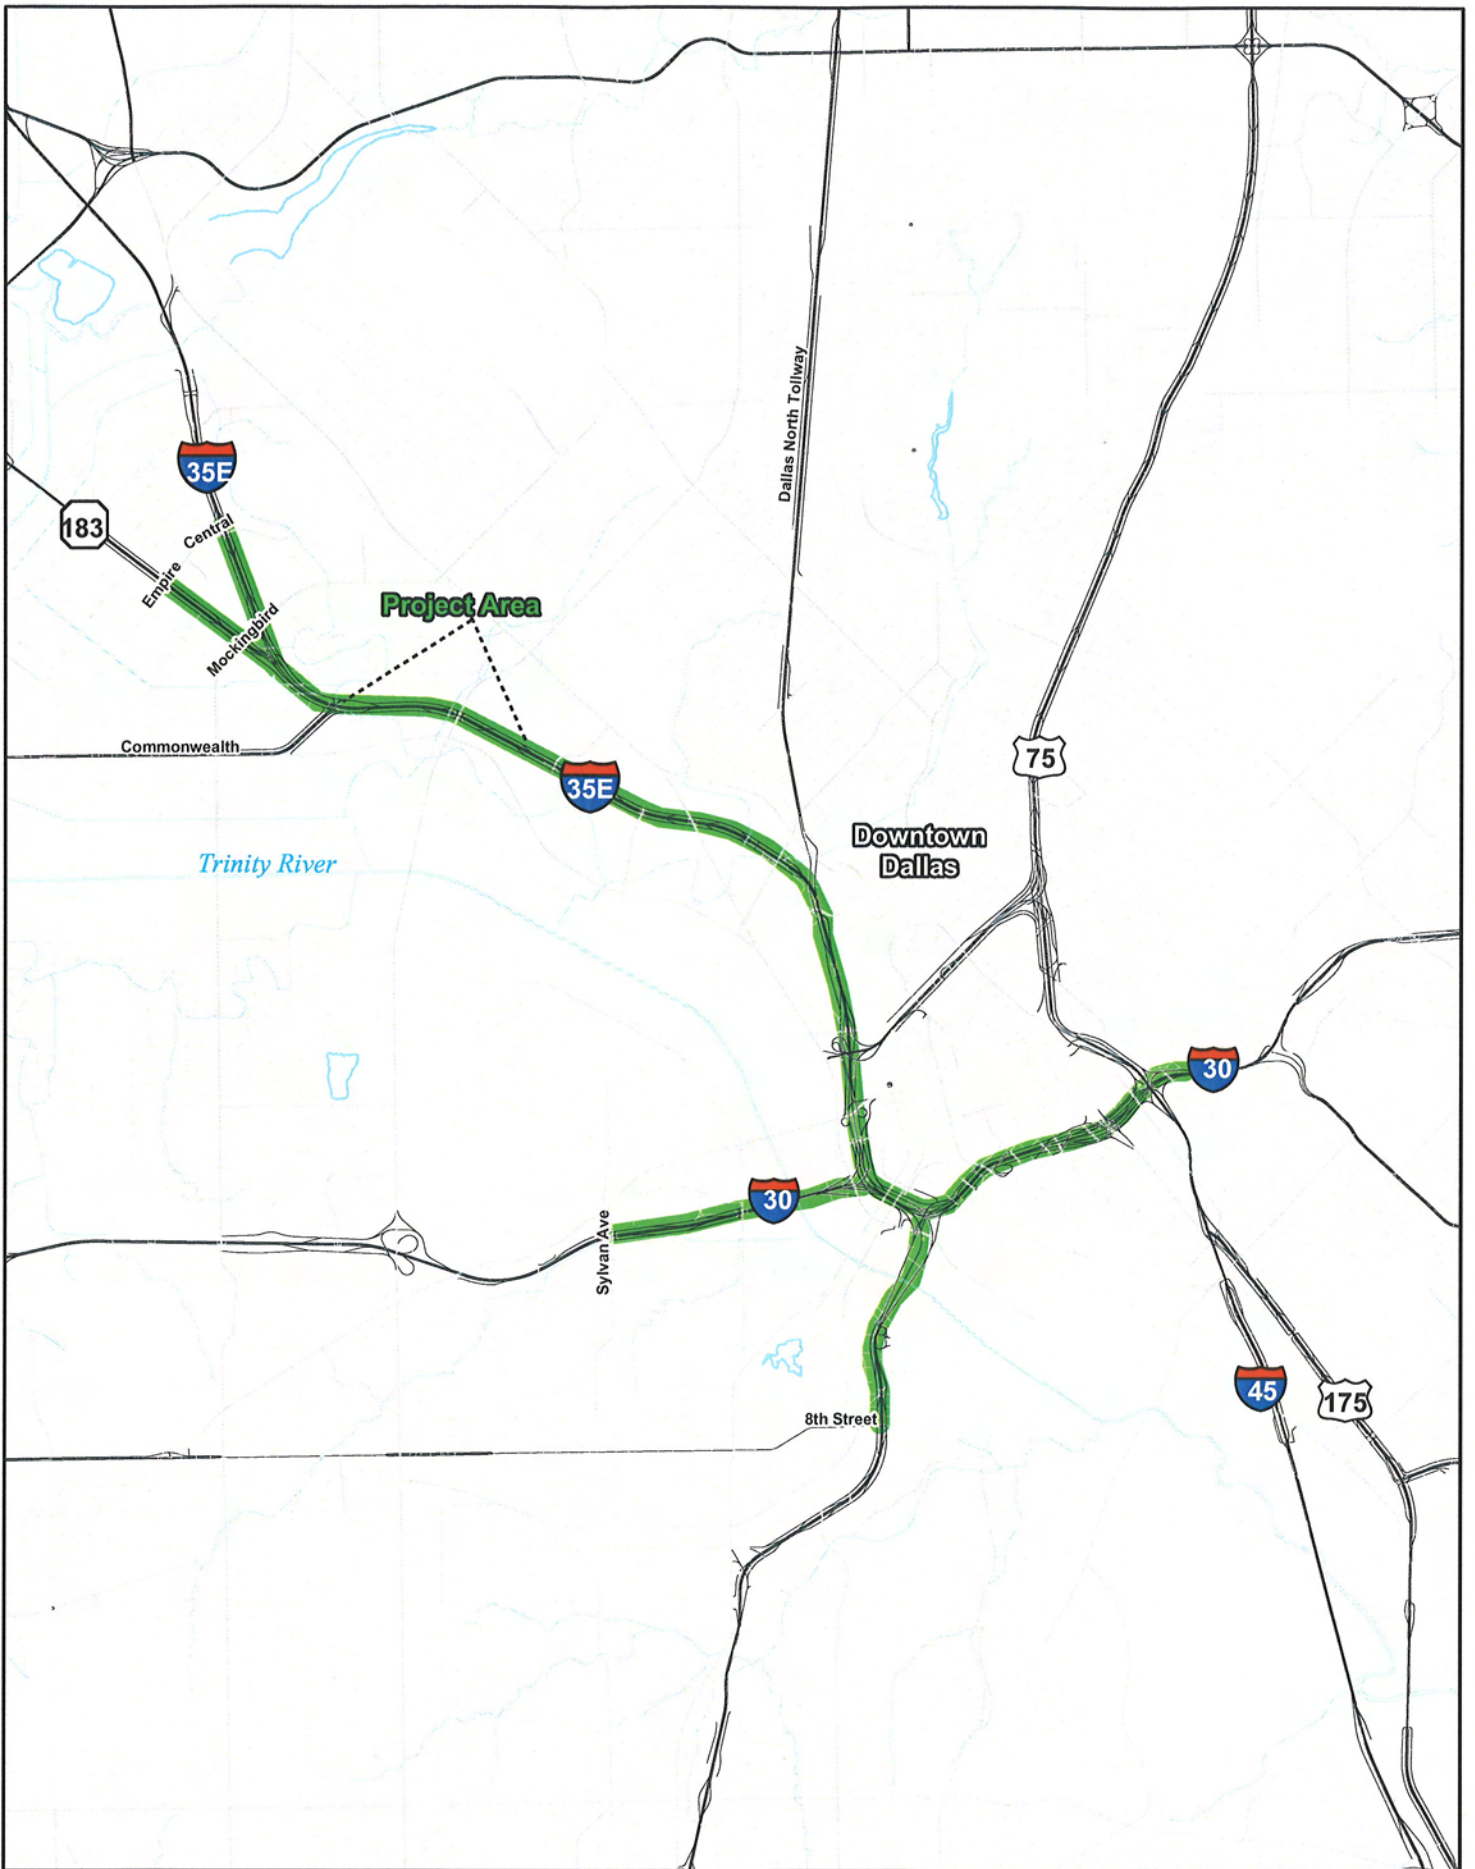 Dallas North Tollway
35E
183
Central
Empire
Project Area
Mockingbird
Commonwealth
75
35E
Downtown
Dallas
Trinity River
30
30
Sylvan Ave
45
175
8th Street